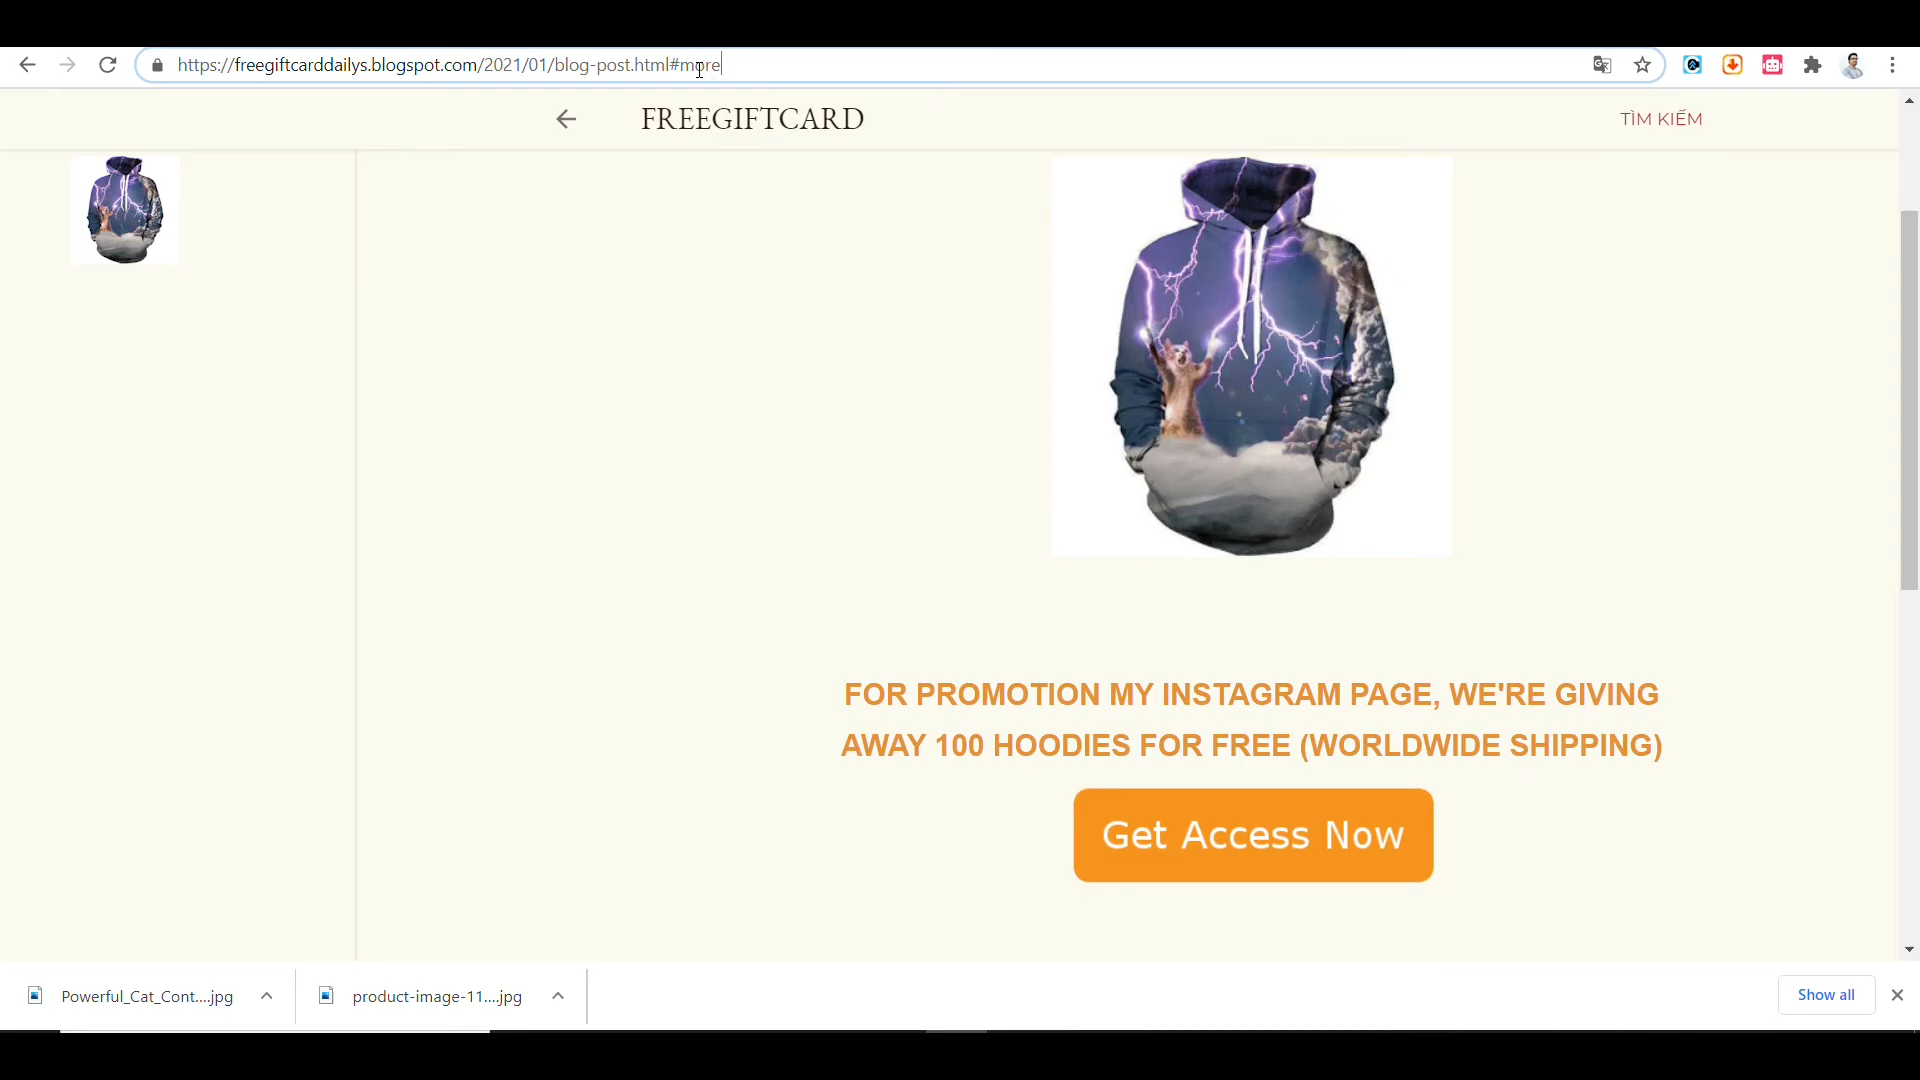 https://freegiftcarddailys.blogspot.com/2021/01/blog-post.html#more
FREEGIFTCARD
TÌM KIẾM
FOR PROMOTION MY INSTAGRAM PAGE, WE'RE GIVING
AWAY 100 HOODIES FOR FREE (WORLDWIDE SHIPPING)
Get Access Now
Powerful_Cat_Cont....jpg
product-image-11....jpg
Show all